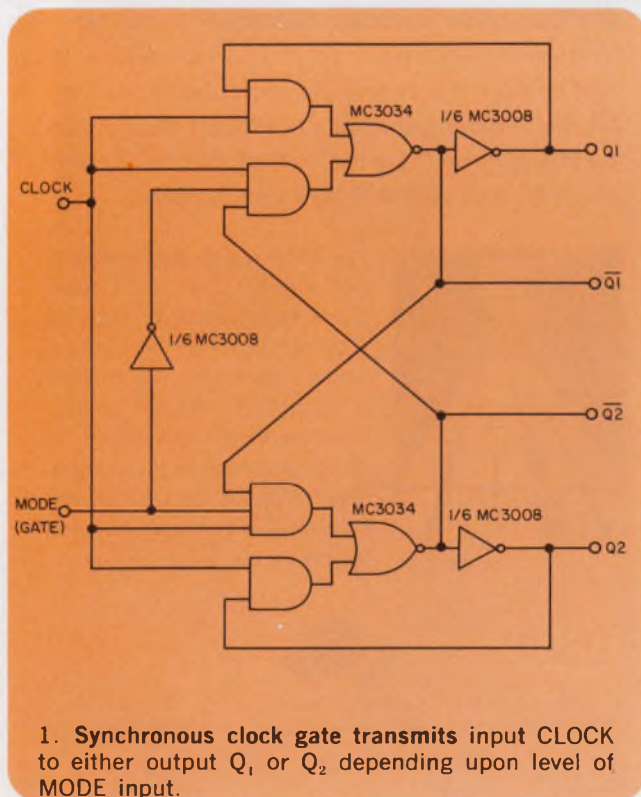 MC3034
1/6 MC3008
Q1
CLOCK
Q̅1̅
1/6 MC3008
Q̅2̅
MODE
(GATE)
MC3034
1/6 MC3008
Q2
1. Synchronous clock gate transmits input CLOCK
to either output Q₁ or Q₂ depending upon level of
MODE input.